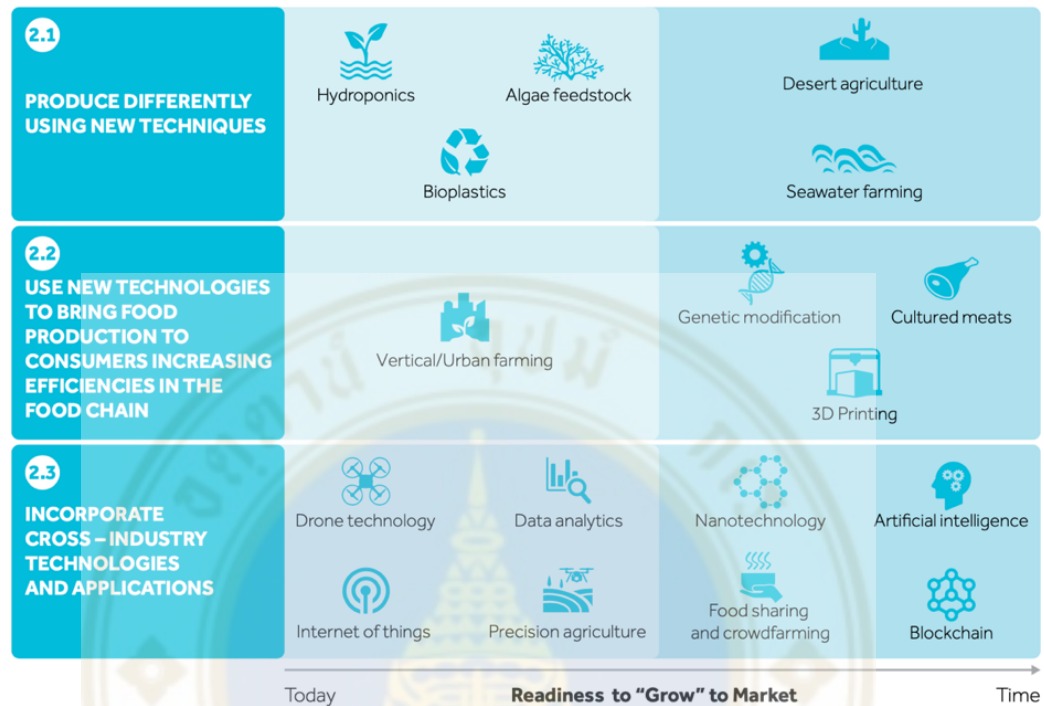 2.1
PRODUCE DIFFERENTLY
USING NEW TECHNIQUES
Hydroponics
Algae feedstock
Bioplastics
Desert agriculture
Seawater farming
2.2
USE NEW TECHNOLOGIES
TO BRING FOOD
PRODUCTION TO
CONSUMERS INCREASING
EFFICIENCIES IN THE
FOOD CHAIN
Vertical/Urban farming
Genetic modification
Cultured meats
3D Printing
2.3
INCORPORATE
CROSS – INDUSTRY
TECHNOLOGIES
AND APPLICATIONS
Drone technology
Data analytics
Internet of things
Precision agriculture
Nanotechnology
Artificial intelligence
Food sharing
and crowdfarming
Blockchain
Today
Readiness to “Grow” to Market
Time